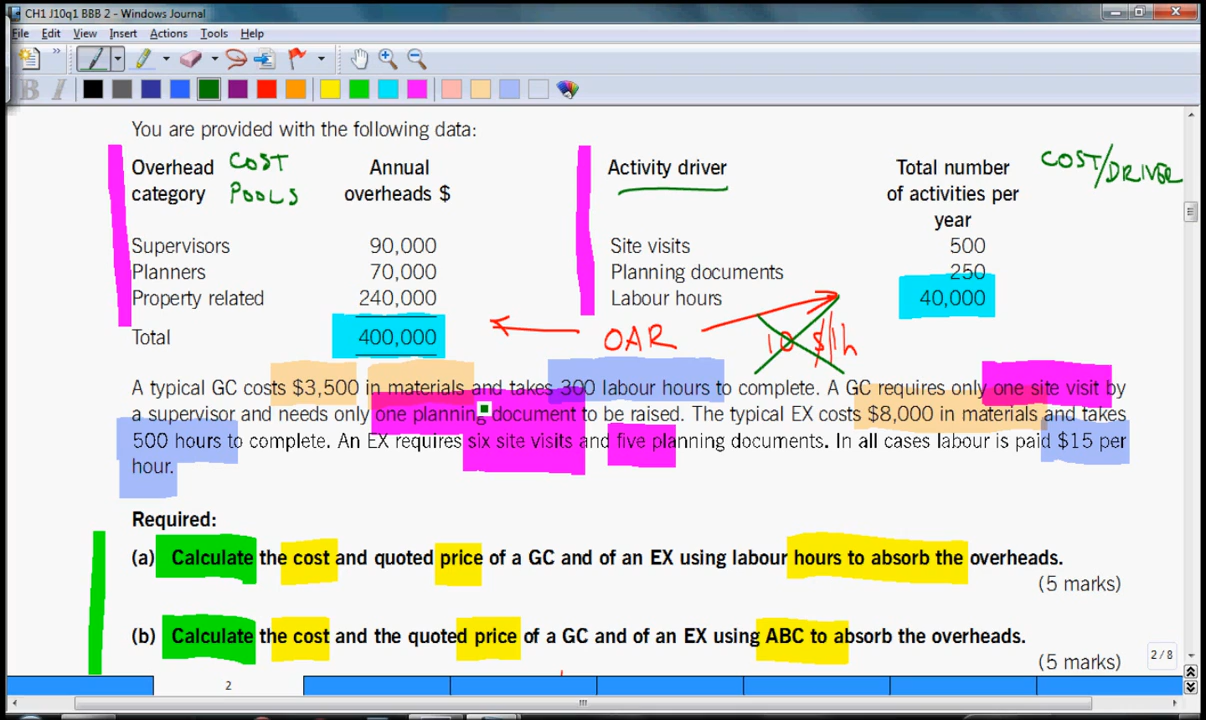 CH1 J10q1 BBB 2 - Windows Journal
File Edit View Insert Actions Tools Help
B I
You are provided with the following data:
Overhead category COST POOLS Annual overheads $ Activity driver Total number of activities per year COST/DRIVER
Supervisors 90,000 Site visits 500
Planners 70,000 Planning documents 250
Property related 240,000 Labour hours 40,000
Total 400,000 OAR 10 $/h
A typical GC costs $3,500 in materials and takes 300 labour hours to complete. A GC requires only one site visit by
a supervisor and needs only one planning document to be raised. The typical EX costs $8,000 in materials and takes
500 hours to complete. An EX requires six site visits and five planning documents. In all cases labour is paid $15 per
hour.
Required:
(a) Calculate the cost and quoted price of a GC and of an EX using labour hours to absorb the overheads.
(5 marks)
(b) Calculate the cost and the quoted price of a GC and of an EX using ABC to absorb the overheads.
(5 marks)
2 / 8
2